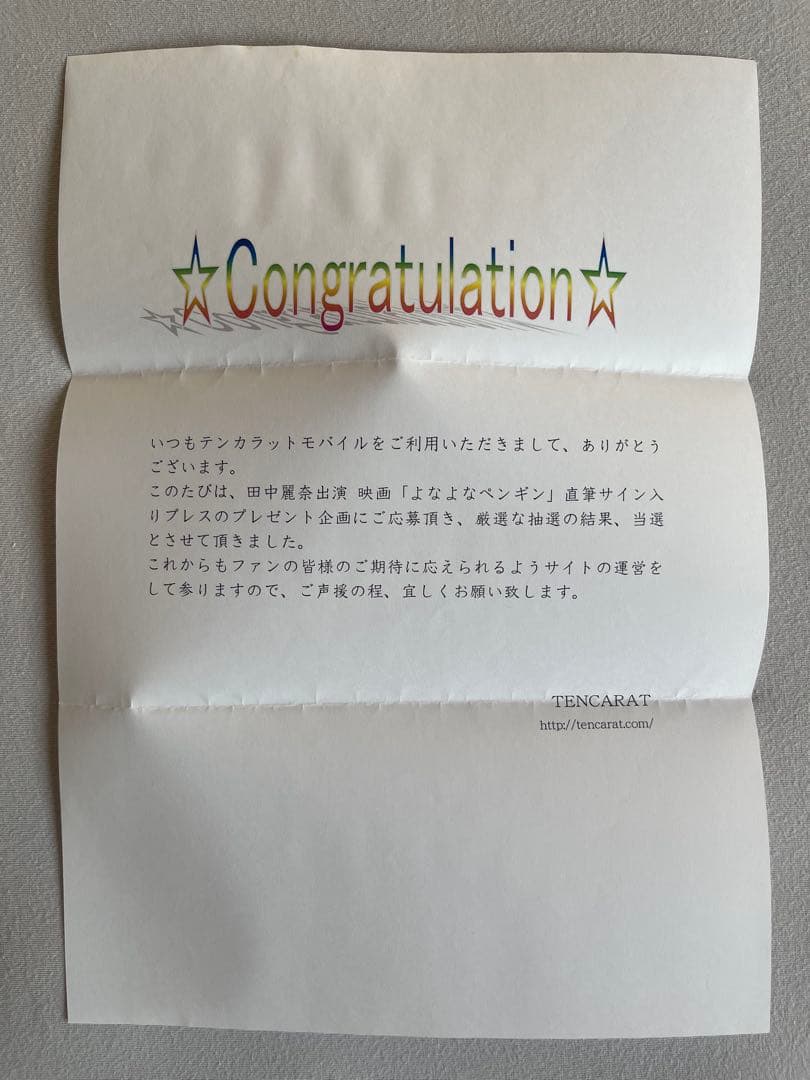 ☆Congratulation☆
いつもテンカラットモバイルをご利用いただきまして、ありがとう
ございます。
このたびは、田中麗奈出演 映画「よなよなペンギン」直筆サイン入
りプレスのプレゼント企画にご応募頂き、厳選な抽選の結果、当選
とさせて頂きました。
これからもファンの皆様のご期待に応えられるようサイトの運営を
して参りますので、ご声援の程、宜しくお願い致します。
TENCARAT
http://tencarat.com/